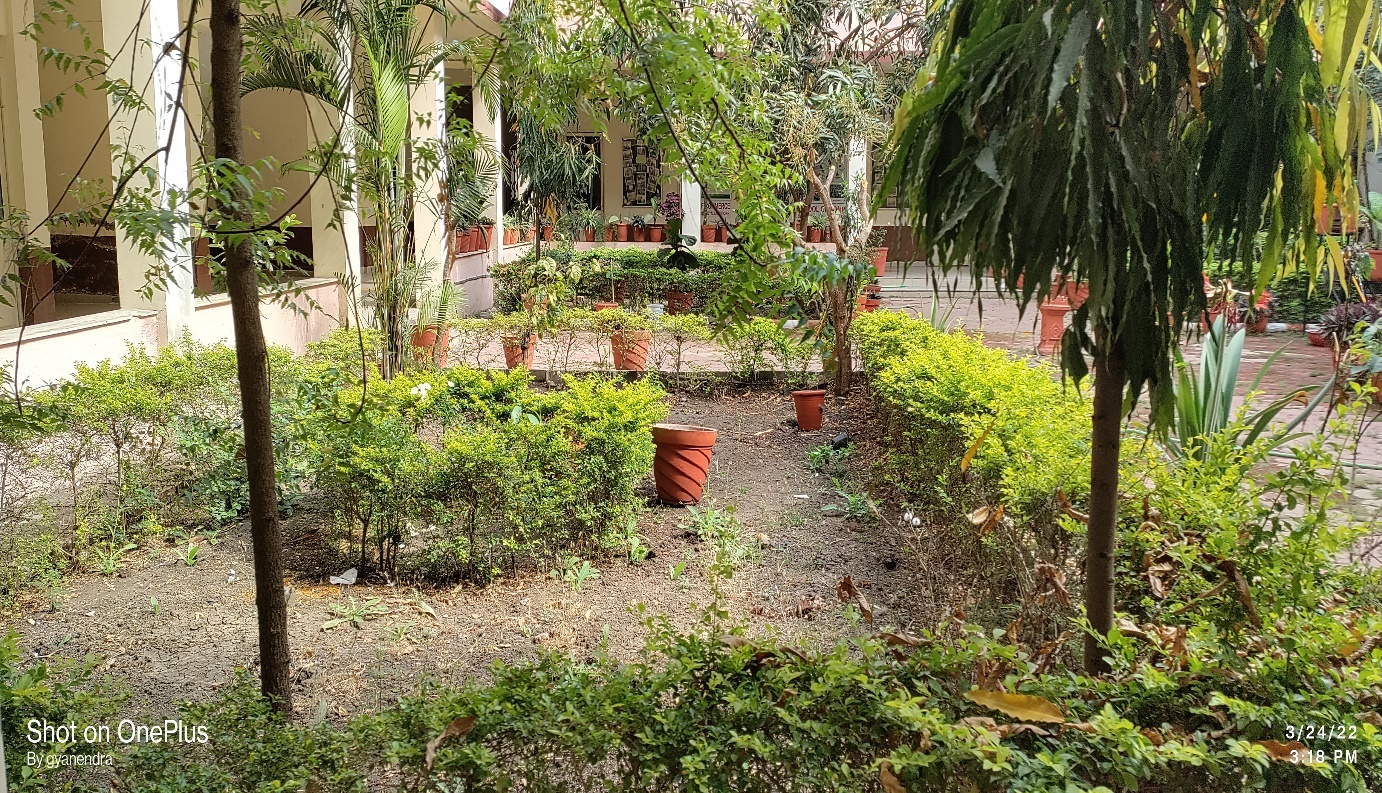 Shot on OnePlus
By gyanendra
3/24/22
3:18 PM